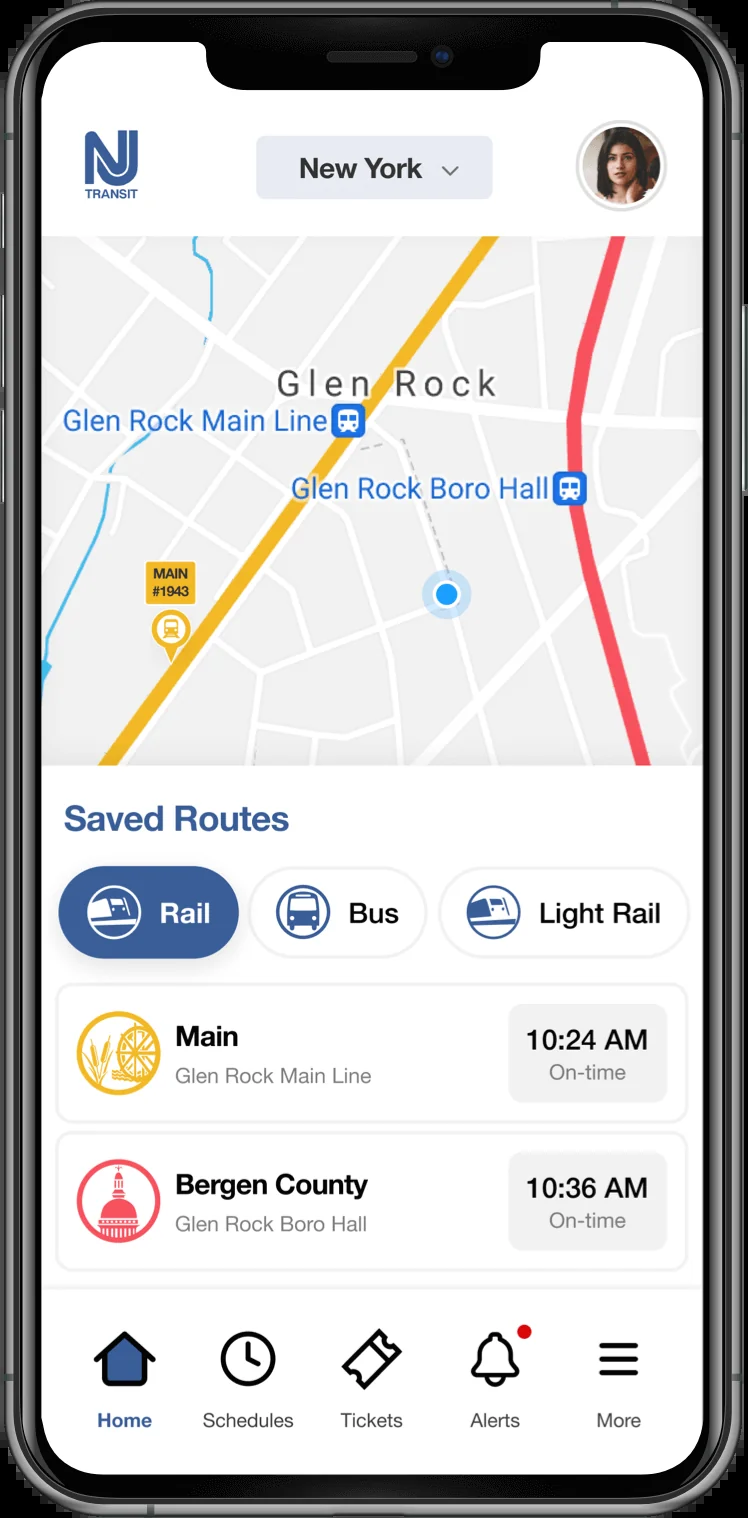 NJ
TRANSIT
New York
Glen Rock
Glen Rock Main Line
Glen Rock Boro Hall
MAIN
#1943
Saved Routes
Rail
Bus
Light Rail
Main
Glen Rock Main Line
10:24 AM
On-time
Bergen County
Glen Rock Boro Hall
10:36 AM
On-time
Home
Schedules
Tickets
Alerts
More